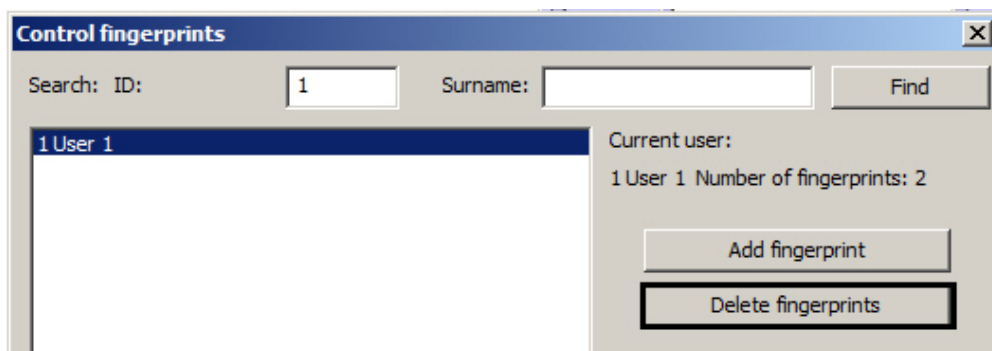 Control fingerprints
Search: ID: 1 Surname: Find
1 User 1
Current user:
1 User 1 Number of fingerprints: 2
Add fingerprint
Delete fingerprints